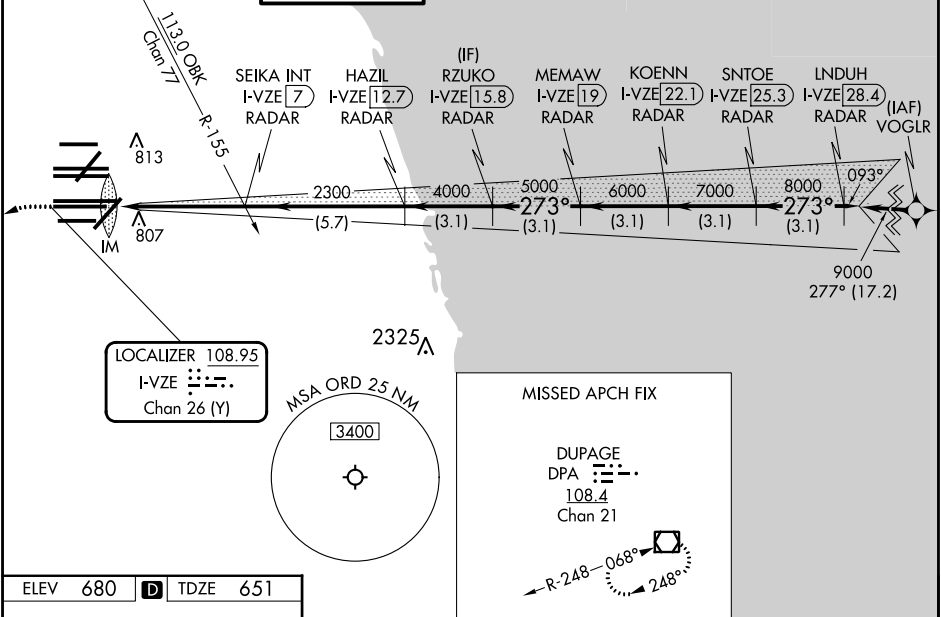 113.0 OBK
Chan 77
R-155
SEIKA INT
I-VZE 7
RADAR
HAZIL
I-VZE 12.7
RADAR
(IF)
RZUKO
I-VZE 15.8
RADAR
MEMAW
I-VZE 19
RADAR
KOENN
I-VZE 22.1
RADAR
SNTOE
I-VZE 25.3
RADAR
LNDUH
I-VZE 28.4
RADAR
(IAF)
VOGLR
813
807
IM
2300
(5.7)
4000
(3.1)
5000
273°
(3.1)
6000
(3.1)
7000
(3.1)
8000
273°
(3.1)
093°
9000
277° (17.2)
2325
LOCALIZER 108.95
I-VZE
Chan 26 (Y)
MSA ORD 25 NM
3400
MISSED APCH FIX
DUPAGE
DPA
108.4
Chan 21
R-248
068°
248°
ELEV 680 D TDZE 651